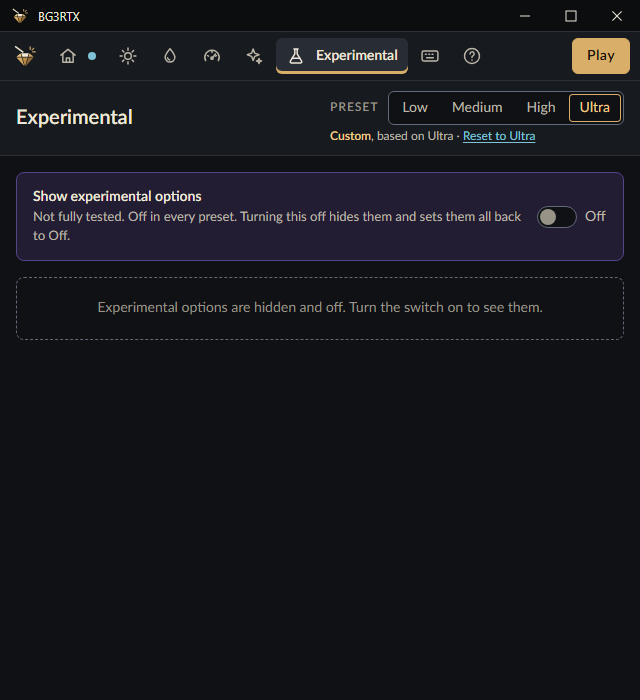 BG3RTX
Experimental
Play
Experimental
PRESET
Low
Medium
High
Ultra
Custom, based on Ultra · Reset to Ultra
Show experimental options
Not fully tested. Off in every preset. Turning this off hides them and sets them all back
to Off.
Off
Experimental options are hidden and off. Turn the switch on to see them.